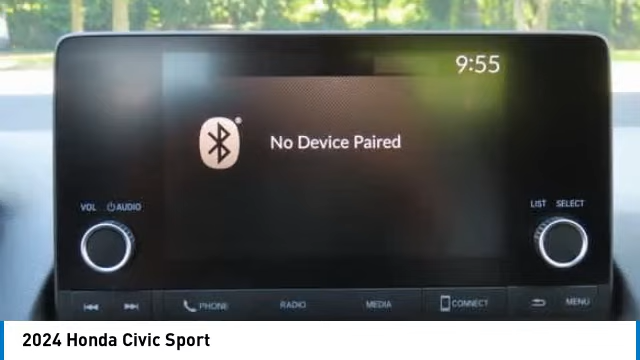 9:55
No Device Paired
VOL AUDIO
LIST SELECT
PHONE RADIO MEDIA CONNECT MENU
2024 Honda Civic Sport